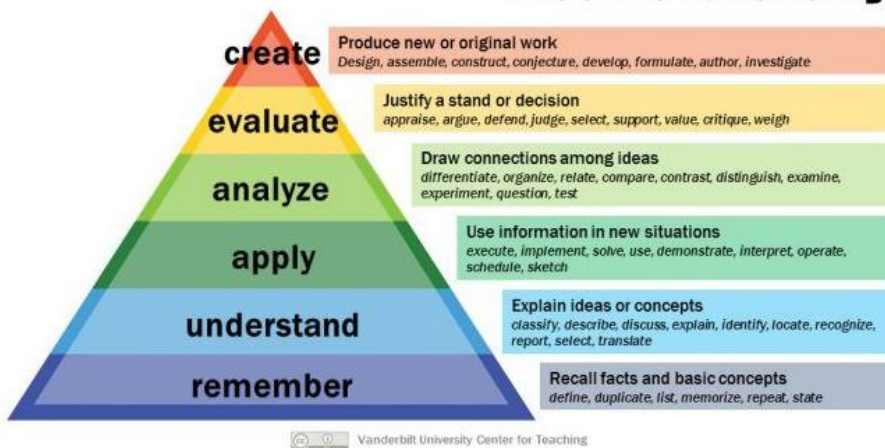 create
Produce new or original work
Design, assemble, construct, conjecture, develop, formulate, author, investigate
evaluate
Justify a stand or decision
appraise, argue, defend, judge, select, support, value, critique, weigh
analyze
Draw connections among ideas
differentiate, organize, relate, compare, contrast, distinguish, examine,
experiment, question, test
apply
Use information in new situations
execute, implement, solve, use, demonstrate, interpret, operate,
schedule, sketch
understand
Explain ideas or concepts
classify, describe, discuss, explain, identify, locate, recognize,
report, select, translate
remember
Recall facts and basic concepts
define, duplicate, list, memorize, repeat, state
cc Vanderbilt University Center for Teaching